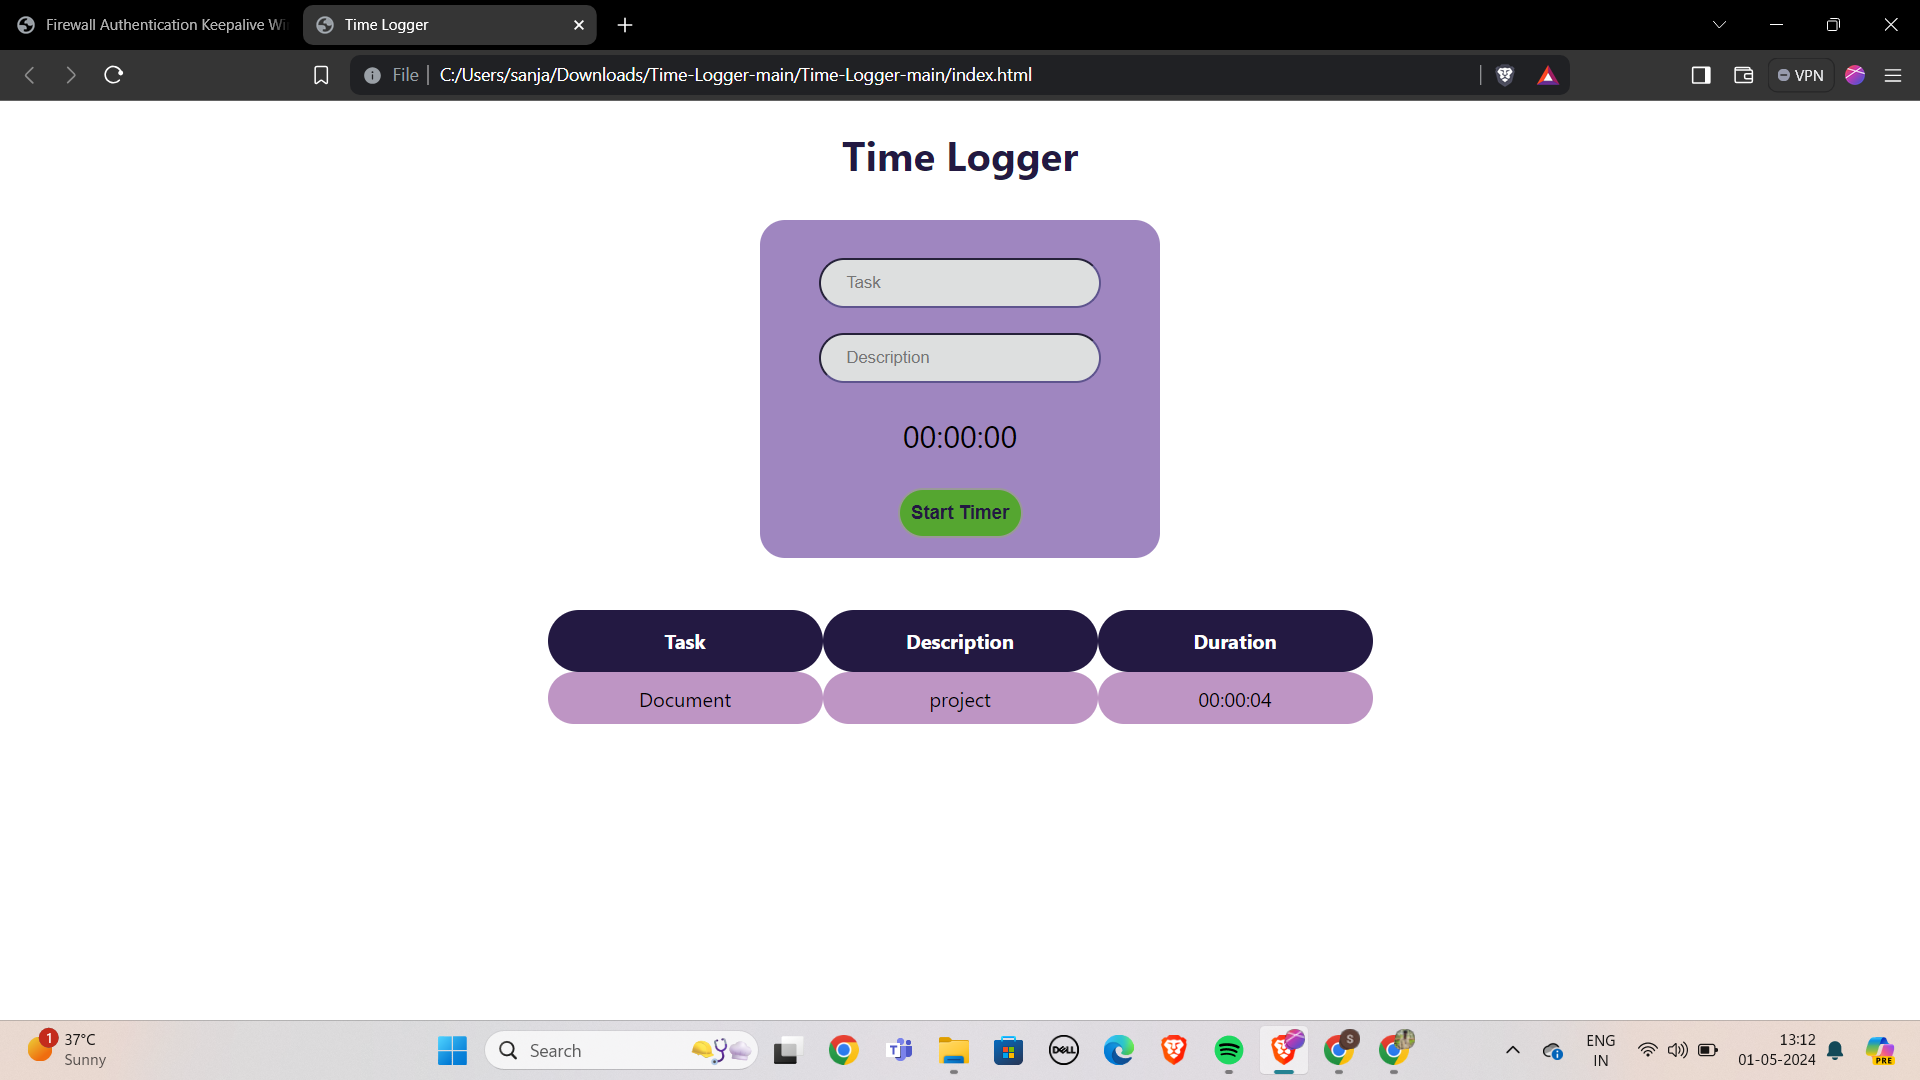 Firewall Authentication Keepalive Wi
Time Logger
File
C:/Users/sanja/Downloads/Time-Logger-main/Time-Logger-main/index.html
VPN
Time Logger
Task
Description
00:00:00
Start Timer
Task Description Duration
Document project 00:00:04
1
37°C
Sunny
Search
DELL
S
ENG
IN
13:12
01-05-2024
PRE